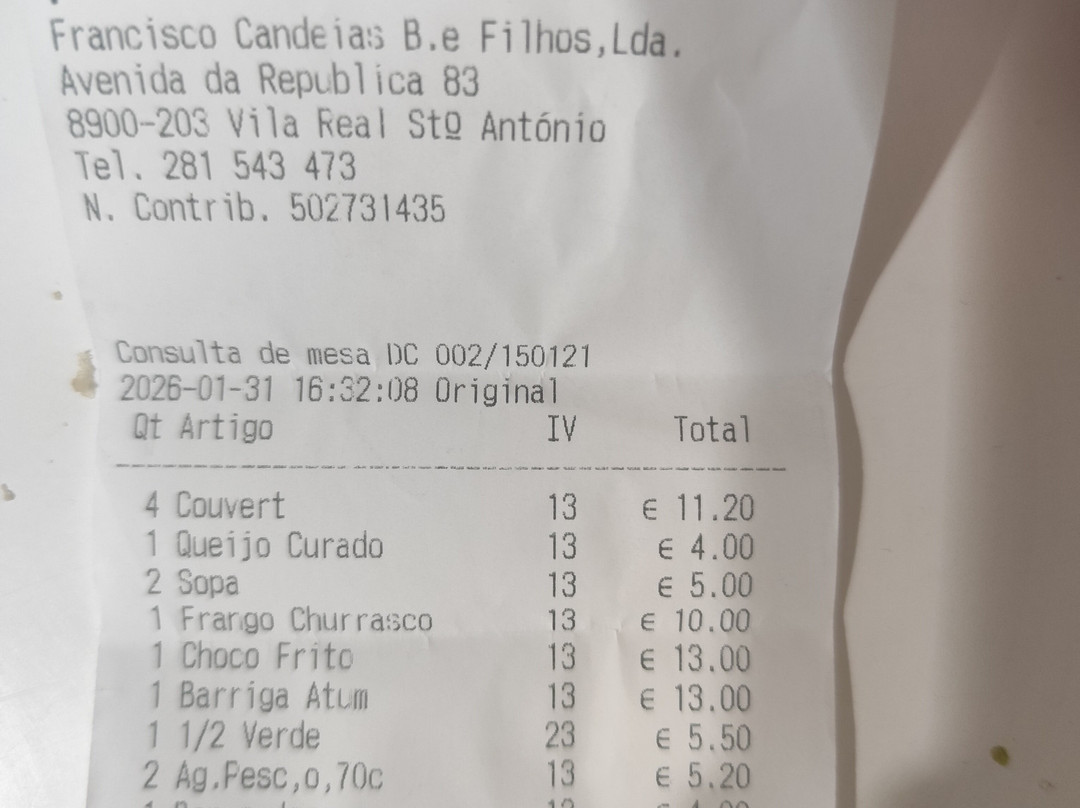 Francisco Candeias B.e Filhos,Lda.
Avenida da Republica 83
8900-203 Vila Real Stº António
Tel. 281 543 473
N. Contrib. 502731435
Consulta de mesa DC 002/150121
2026-01-31 16:32:08 Original
Qt Artigo IV Total
4 Couvert 13 € 11.20
1 Queijo Curado 13 € 4.00
2 Sopa 13 € 5.00
1 Frango Churrasco 13 € 10.00
1 Choco Frito 13 € 13.00
1 Barriga Atum 13 € 13.00
1 1/2 Verde 23 € 5.50
2 Ag.Pesc,o,70c 13 € 5.20